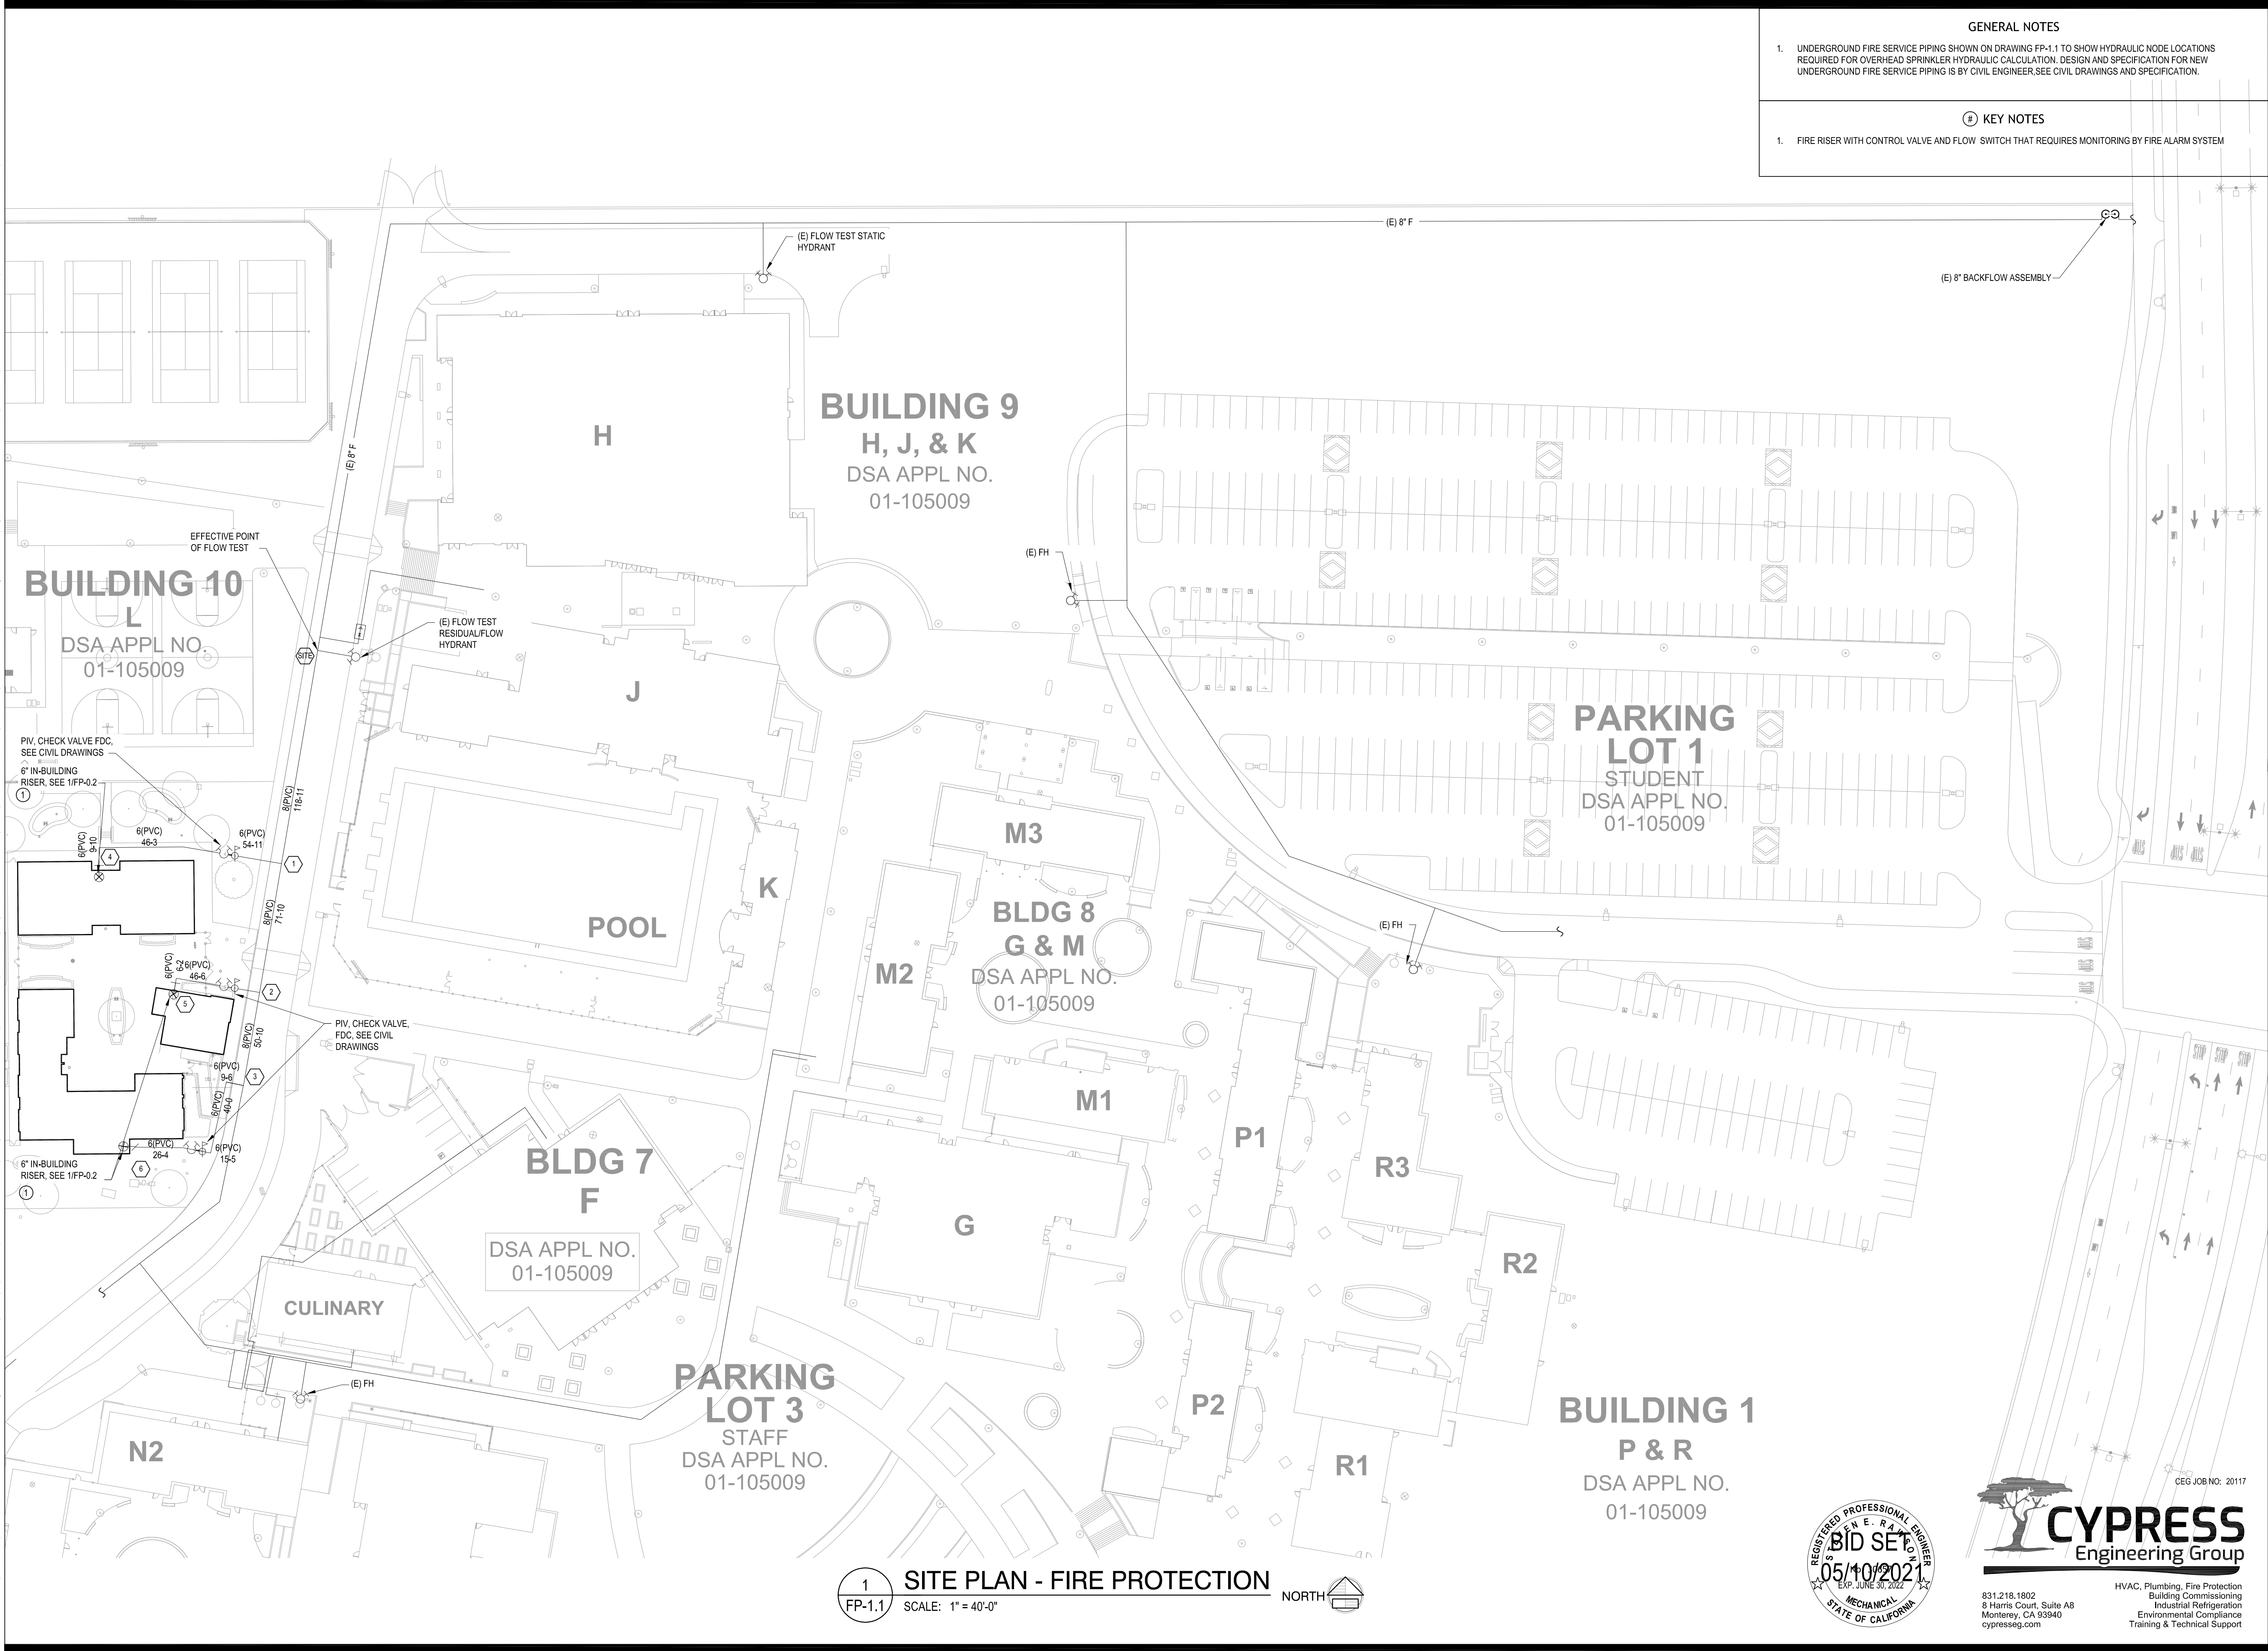 GENERAL NOTES
1. UNDERGROUND FIRE SERVICE PIPING SHOWN ON DRAWING FP-1.1 TO SHOW HYDRAULIC NODE LOCATIONS
REQUIRED FOR OVERHEAD SPRINKLER HYDRAULIC CALCULATION. DESIGN AND SPECIFICATION FOR NEW
UNDERGROUND FIRE SERVICE PIPING IS BY CIVIL ENGINEER,SEE CIVIL DRAWINGS AND SPECIFICATION.
# KEY NOTES
1. FIRE RISER WITH CONTROL VALVE AND FLOW SWITCH THAT REQUIRES MONITORING BY FIRE ALARM SYSTEM
(E) 8" F
(E) FLOW TEST STATIC
HYDRANT
(E) 8" BACKFLOW ASSEMBLY
BUILDING 9
H, J, & K
DSA APPL NO.
01-105009
H
(E) 8" F
EFFECTIVE POINT
OF FLOW TEST
(E) FH
BUILDING 10
L
DSA APPL NO.
01-105009
(E) FLOW TEST
RESIDUAL/FLOW
HYDRANT
SITE
J
PARKING
LOT 1
STUDENT
DSA APPL NO.
01-105009
PIV, CHECK VALVE FDC,
SEE CIVIL DRAWINGS
6" IN-BUILDING
RISER, SEE 1/FP-0.2
1
8(PVC)
118-11
6(PVC)
9-10
6(PVC)
46-3
6(PVC)
54-11
4
1
M3
K
8(PVC)
71-10
POOL
BLDG 8
G & M
DSA APPL NO.
01-105009
(E) FH
M2
6(PVC)
6-2
6(PVC)
46-6
2
5
PIV, CHECK VALVE,
FDC, SEE CIVIL
DRAWINGS
8(PVC)
50-10
6(PVC)
9-6
3
6(PVC)
40-0
M1
P1
6(PVC)
26-4
6(PVC)
15-5
6" IN-BUILDING
RISER, SEE 1/FP-0.2
6
1
BLDG 7
F
DSA APPL NO.
01-105009
R3
G
R2
CULINARY
(E) FH
PARKING
LOT 3
STAFF
DSA APPL NO.
01-105009
P2
N2
R1
BUILDING 1
P & R
DSA APPL NO.
01-105009
1
FP-1.1
SITE PLAN - FIRE PROTECTION
SCALE: 1" = 40'-0"
NORTH
REGISTERED PROFESSIONAL ENGINEER
BID SET
05/10/2021
EXP. JUNE 30, 2022
MECHANICAL
STATE OF CALIFORNIA
CEG JOB NO: 20117
CYPRESS
Engineering Group
831.218.1802
8 Harris Court, Suite A8
Monterey, CA 93940
cypresseg.com
HVAC, Plumbing, Fire Protection
Building Commissioning
Industrial Refrigeration
Environmental Compliance
Training & Technical Support